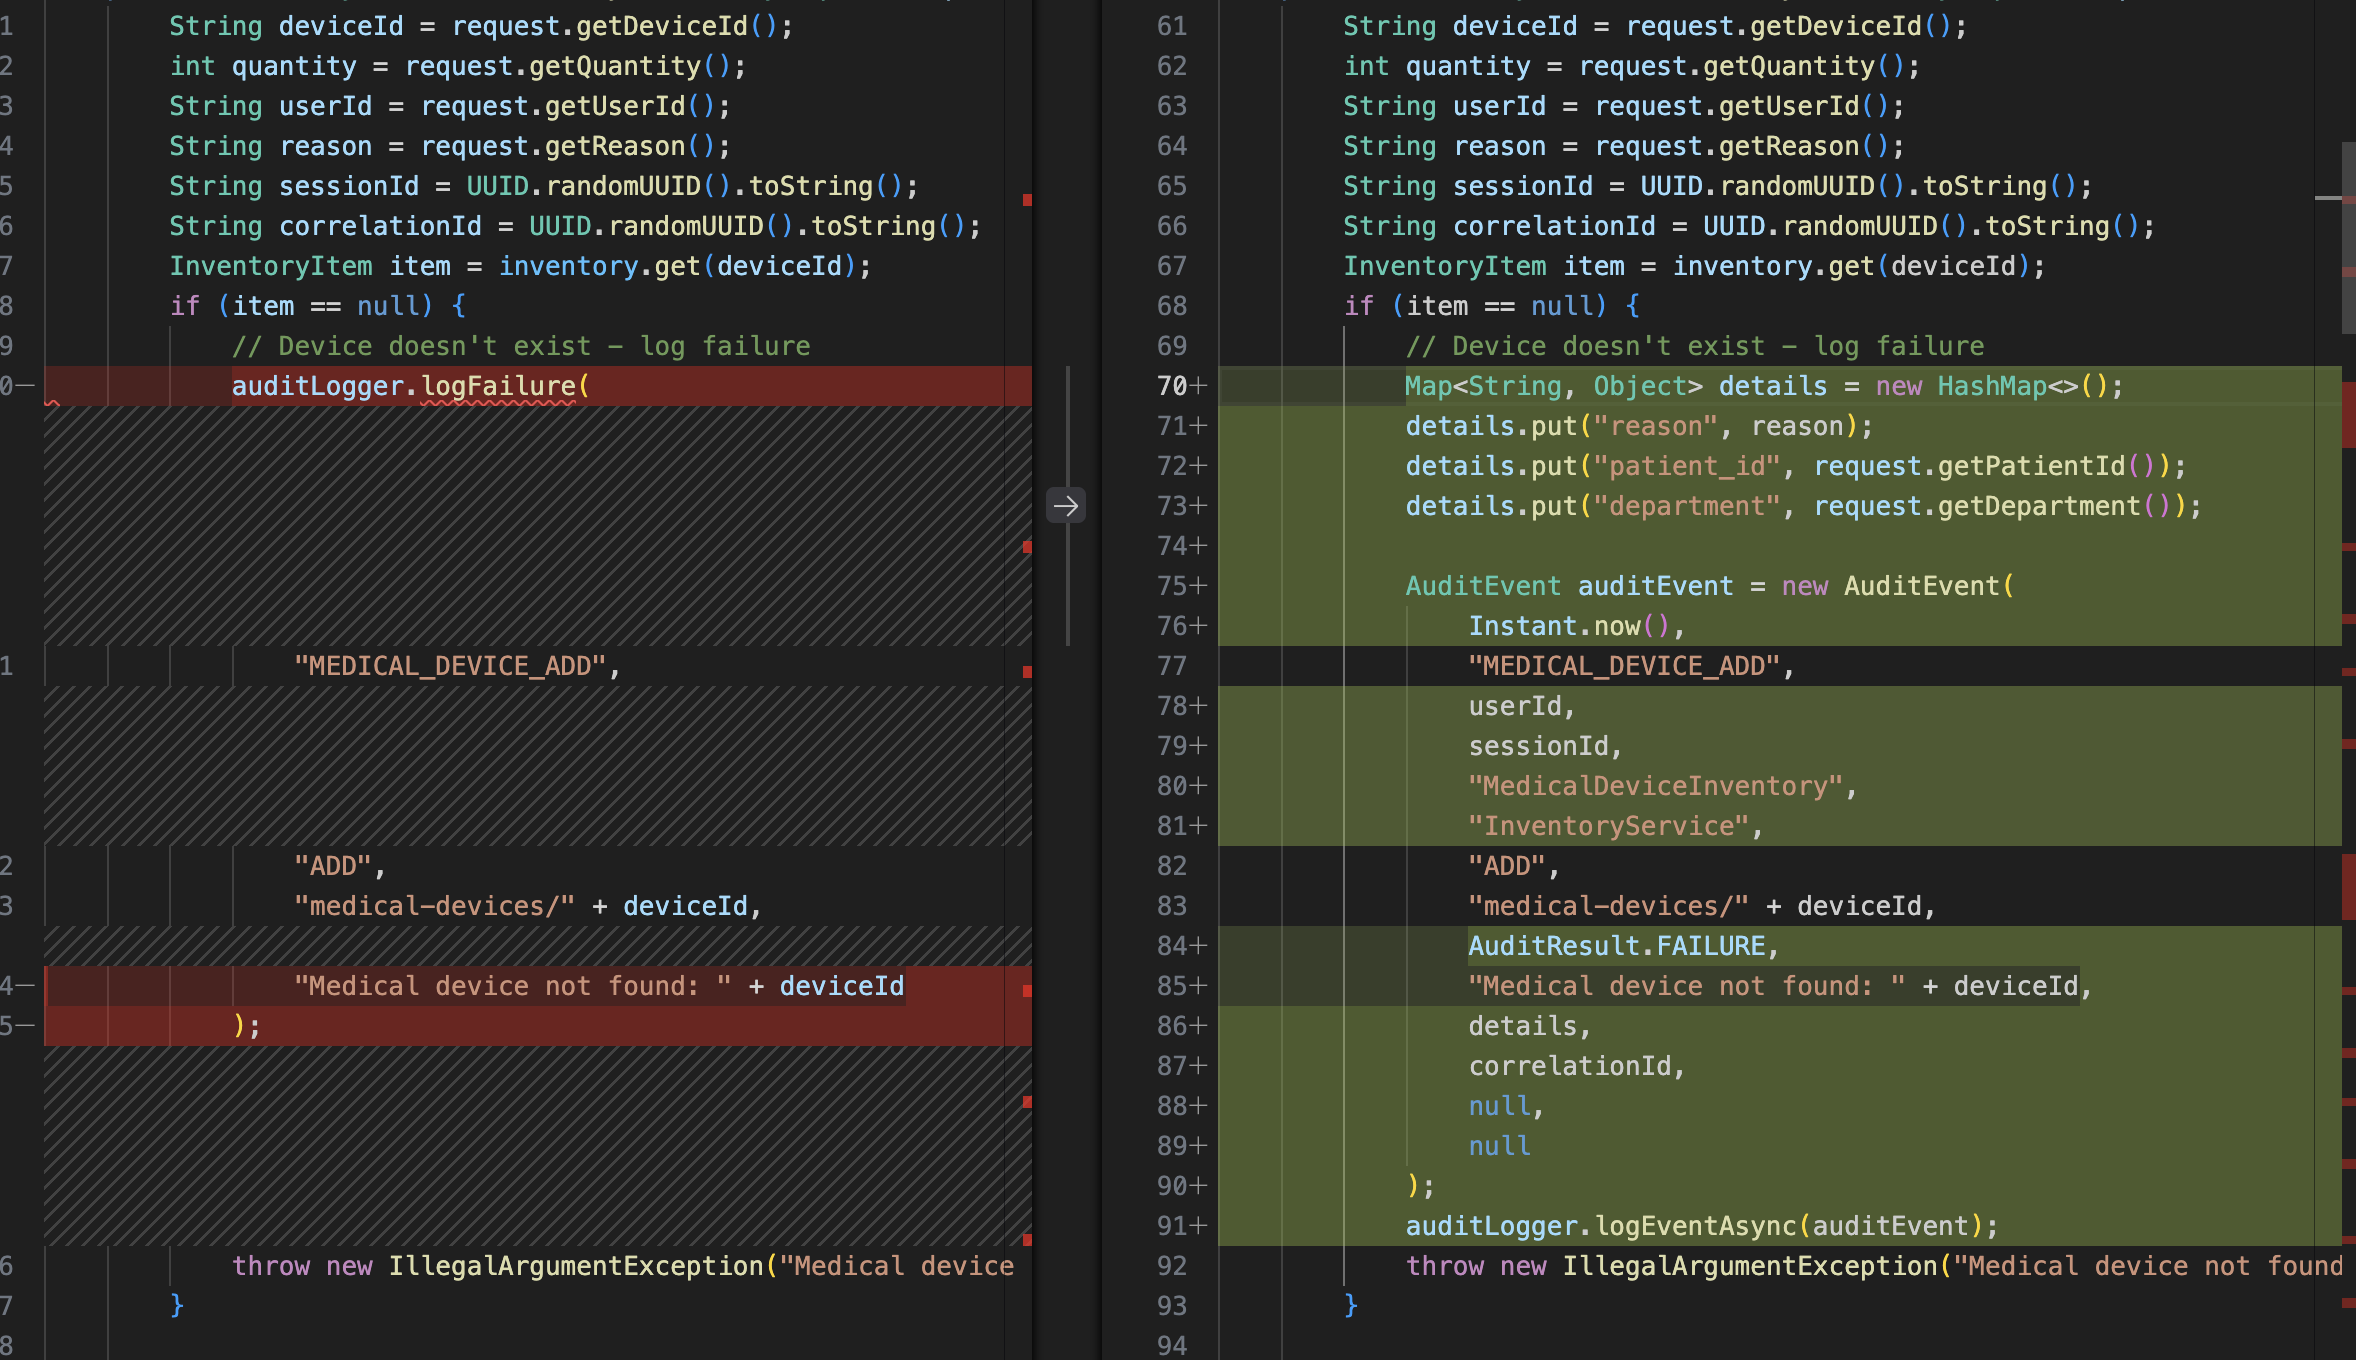 1 String deviceId = request.getDeviceId();
2 int quantity = request.getQuantity();
3 String userId = request.getUserId();
4 String reason = request.getReason();
5 String sessionId = UUID.randomUUID().toString();
6 String correlationId = UUID.randomUUID().toString();
7 InventoryItem item = inventory.get(deviceId);
8 if (item == null) {
9 // Device doesn't exist – log failure
0— auditLogger.logFailure(
1 "MEDICAL_DEVICE_ADD",
2 "ADD",
3 "medical-devices/" + deviceId,
4— "Medical device not found: " + deviceId
5— );
6 throw new IllegalArgumentException("Medical device
7 }
8
61 String deviceId = request.getDeviceId();
62 int quantity = request.getQuantity();
63 String userId = request.getUserId();
64 String reason = request.getReason();
65 String sessionId = UUID.randomUUID().toString();
66 String correlationId = UUID.randomUUID().toString();
67 InventoryItem item = inventory.get(deviceId);
68 if (item == null) {
69 // Device doesn't exist – log failure
70+ Map<String, Object> details = new HashMap<>();
71+ details.put("reason", reason);
72+ details.put("patient_id", request.getPatientId());
73+ details.put("department", request.getDepartment());
74+
75+ AuditEvent auditEvent = new AuditEvent(
76+ Instant.now(),
77 "MEDICAL_DEVICE_ADD",
78+ userId,
79+ sessionId,
80+ "MedicalDeviceInventory",
81+ "InventoryService",
82 "ADD",
83 "medical-devices/" + deviceId,
84+ AuditResult.FAILURE,
85+ "Medical device not found: " + deviceId,
86+ details,
87+ correlationId,
88+ null,
89+ null
90+ );
91+ auditLogger.logEventAsync(auditEvent);
92 throw new IllegalArgumentException("Medical device not found
93 }
94